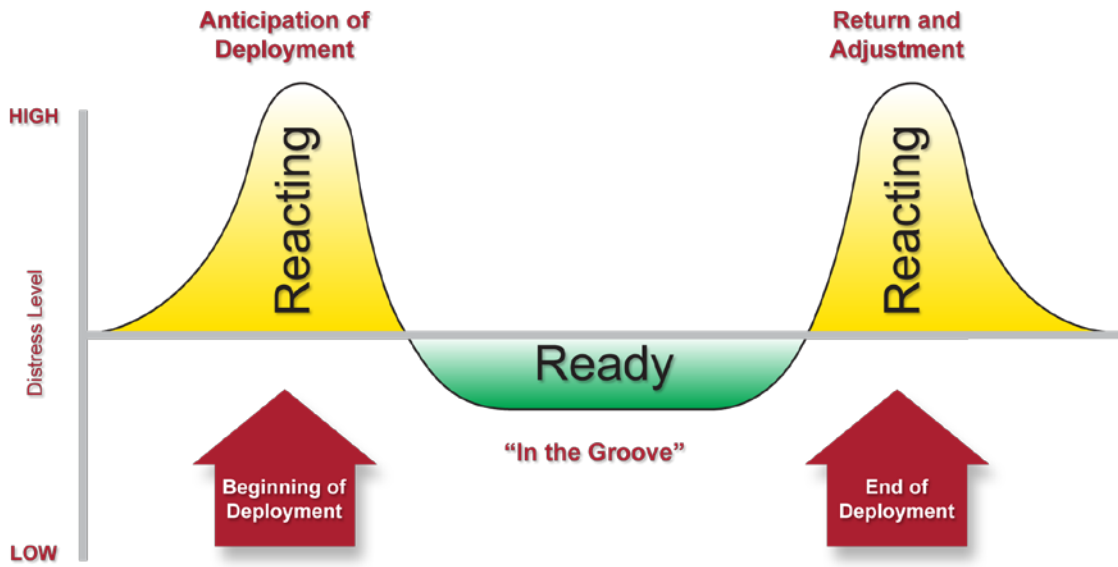 Anticipation of
Deployment
Return and
Adjustment
HIGH
Reacting
Reacting
Distress Level
Ready
“In the Groove”
Beginning of
Deployment
End of
Deployment
LOW